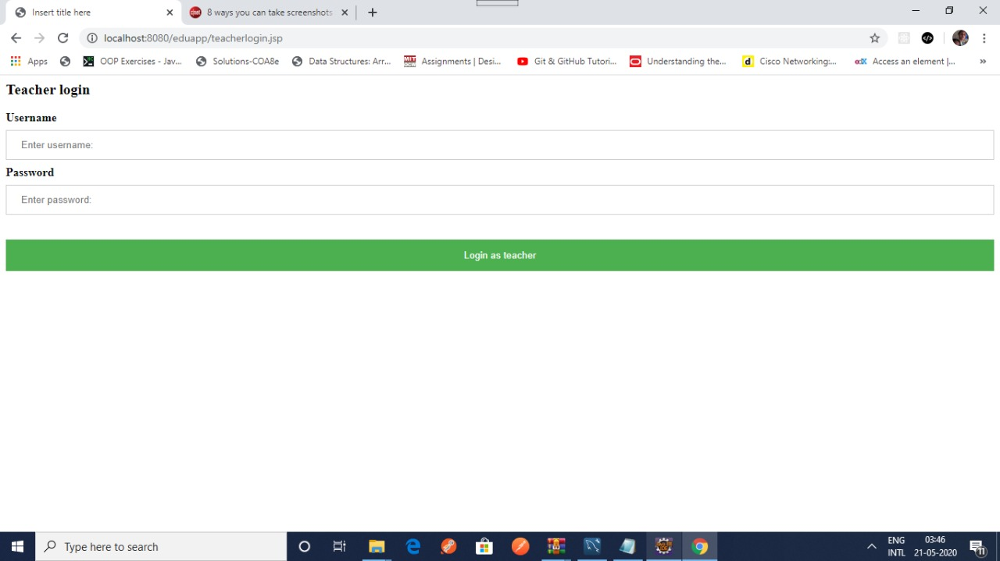 Insert title here
8 ways you can take screenshots
localhost:8080/eduapp/teacherlogin.jsp
Apps OOP Exercises - Jav... Solutions-COA8e Data Structures: Arr... MIT Assignments | Desi... Git & GitHub Tutori... Understanding the... d Cisco Networking:... edX Access an element |... »
Teacher login
Username
Enter username:
Password
Enter password:
Login as teacher
Type here to search
ENG 03:46
INTL 21-05-2020
11